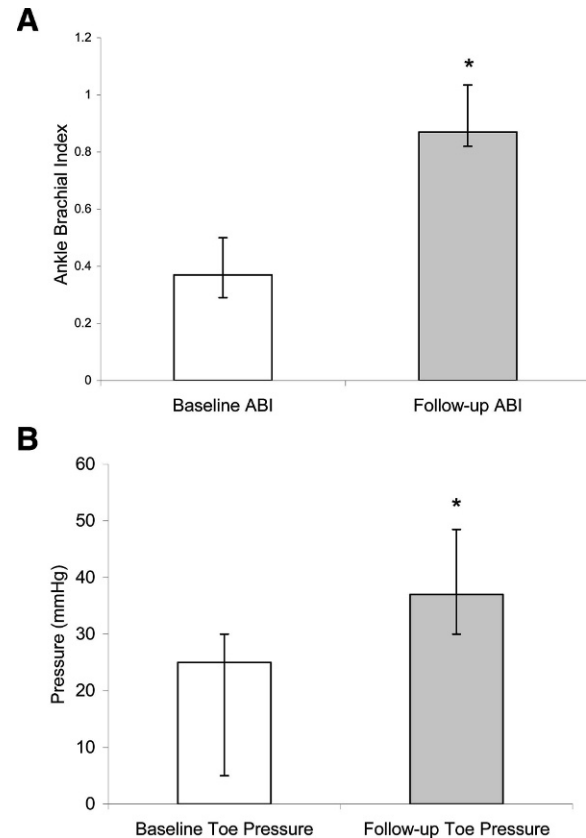 A
1.2
1
0.8
0.6
0.4
0.2
0
Ankle Brachial Index
*
Baseline ABI
Follow-up ABI
B
60
50
40
30
20
10
0
Pressure (mmHg)
*
Baseline Toe Pressure
Follow-up Toe Pressure